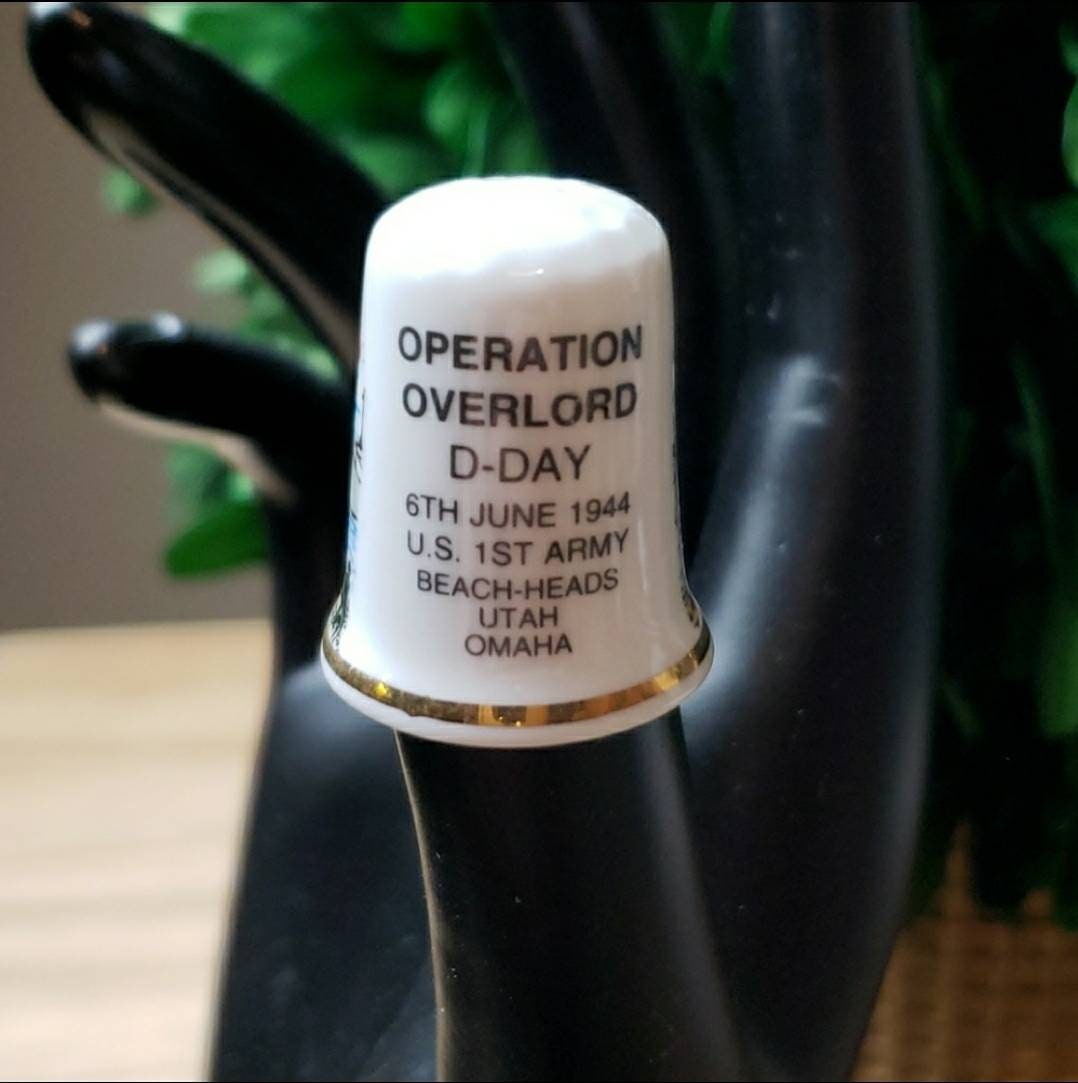 OPERATION
OVERLORD
D-DAY
6TH JUNE 1944
U.S. 1ST ARMY
BEACH-HEADS
UTAH
OMAHA